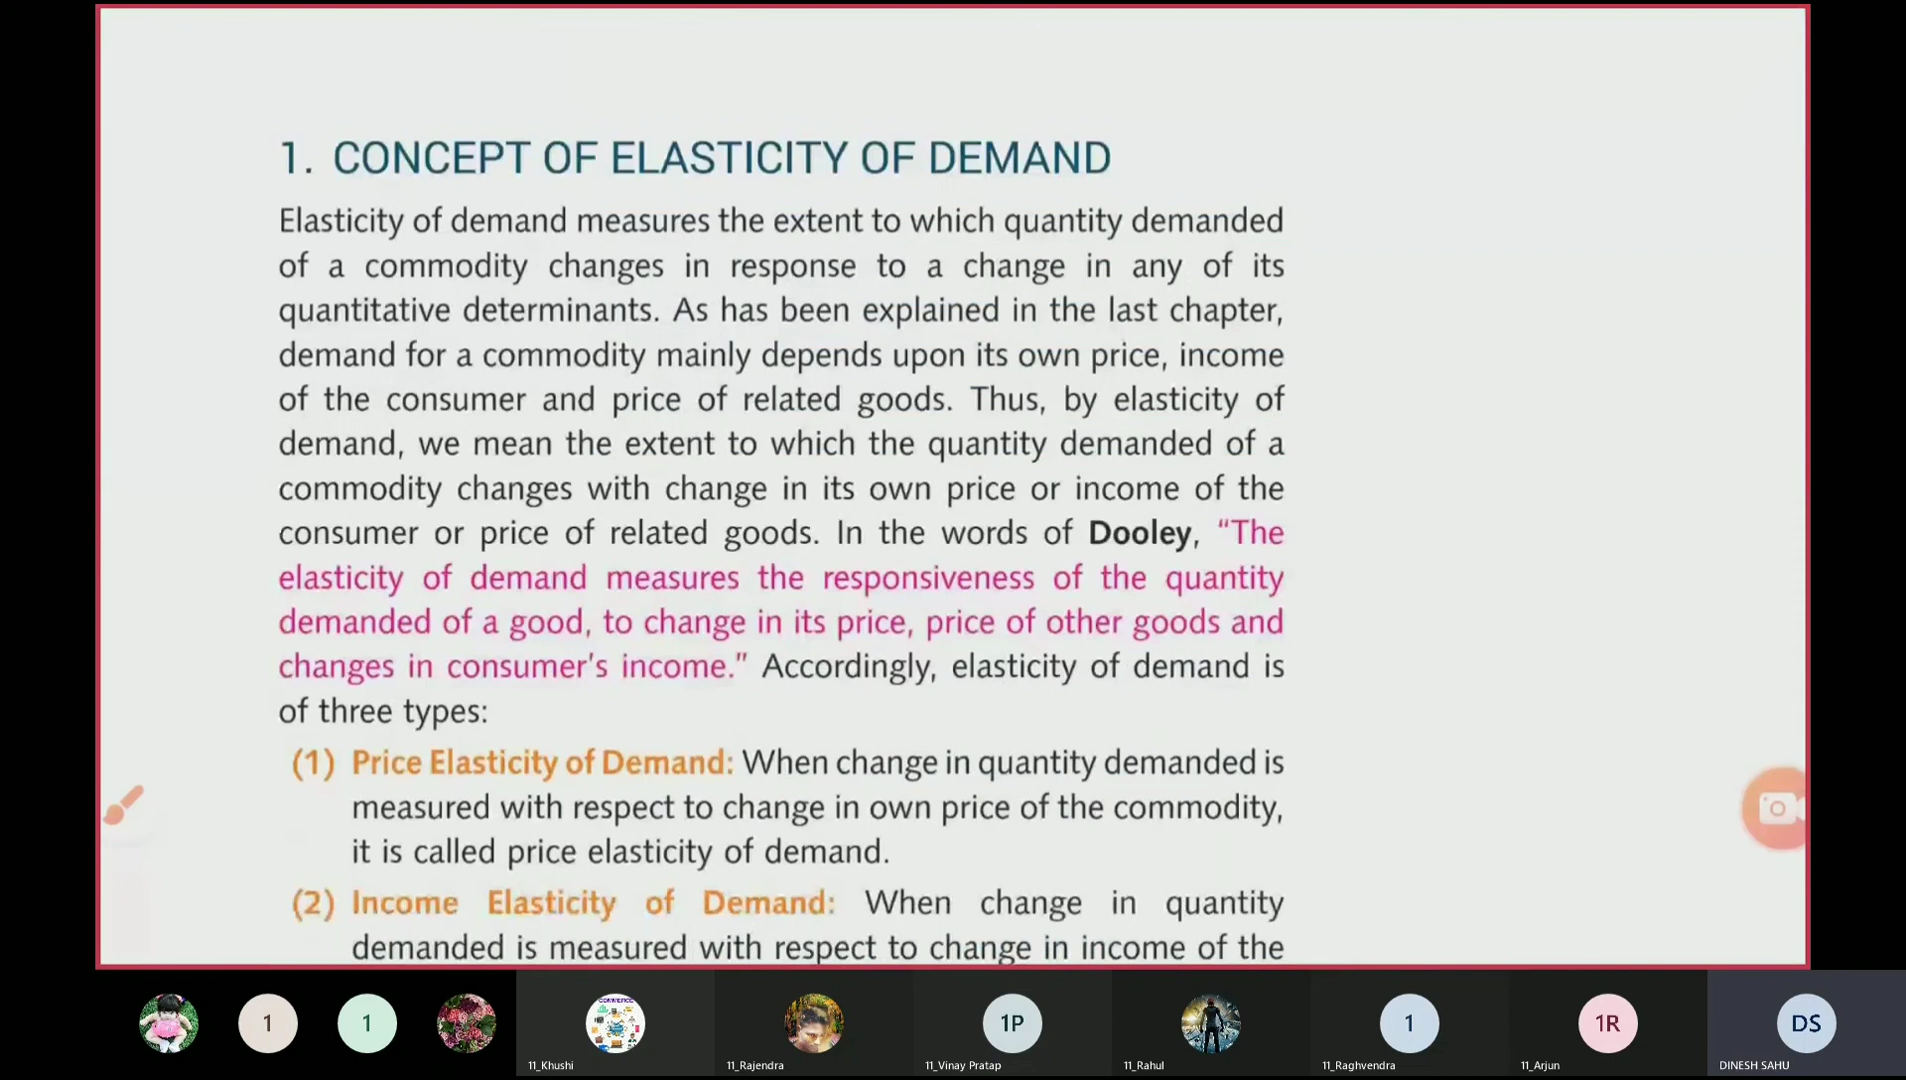 1. CONCEPT OF ELASTICITY OF DEMAND
Elasticity of demand measures the extent to which quantity demanded
of a commodity changes in response to a change in any of its
quantitative determinants. As has been explained in the last chapter,
demand for a commodity mainly depends upon its own price, income
of the consumer and price of related goods. Thus, by elasticity of
demand, we mean the extent to which the quantity demanded of a
commodity changes with change in its own price or income of the
consumer or price of related goods. In the words of Dooley, “The
elasticity of demand measures the responsiveness of the quantity
demanded of a good, to change in its price, price of other goods and
changes in consumer's income.” Accordingly, elasticity of demand is
of three types:
(1) Price Elasticity of Demand: When change in quantity demanded is
measured with respect to change in own price of the commodity,
it is called price elasticity of demand.
(2) Income Elasticity of Demand: When change in quantity
demanded is measured with respect to change in income of the
1
1
COMMERCE
1P
1
1R
DS
11_Khushi
11_Rajendra
11_Vinay Pratap
11_Rahul
11_Raghvendra
11_Arjun
DINESH SAHU